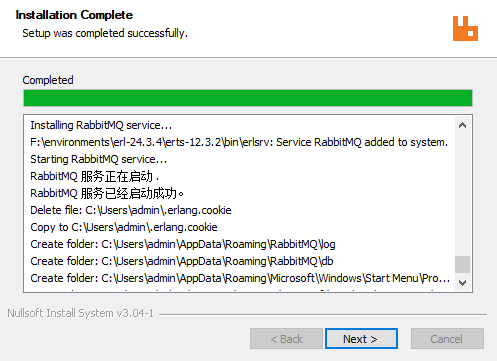 Installation Complete
Setup was completed successfully.
Completed
Installing RabbitMQ service...
F:\environments\erl-24.3.4\erts-12.3.2\bin\erlsrv: Service RabbitMQ added to system.
Starting RabbitMQ service...
RabbitMQ 服务正在启动 .
RabbitMQ 服务已经启动成功。
Delete file: C:\Users\admin\.erlang.cookie
Copy to C:\Users\admin\.erlang.cookie
Create folder: C:\Users\admin\AppData\Roaming\RabbitMQ\log
Create folder: C:\Users\admin\AppData\Roaming\RabbitMQ\db
Create folder: C:\Users\admin\AppData\Roaming\Microsoft\Windows\Start Menu\Pro...
Nullsoft Install System v3.04-1
< Back
Next >
Cancel